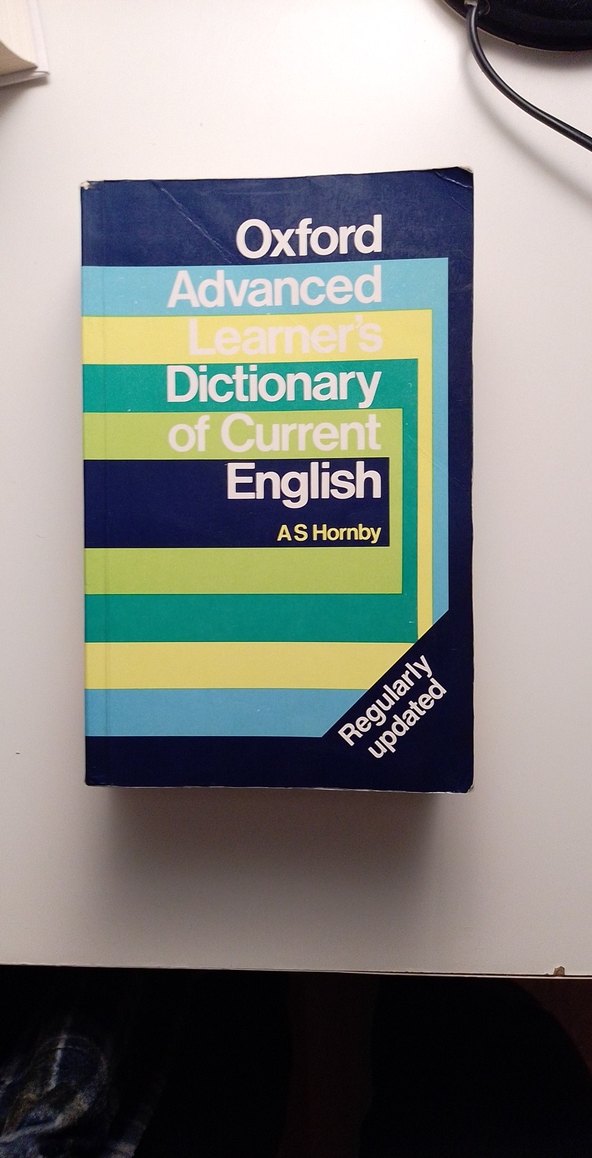 Oxford
Advanced
Learner's
Dictionary
of Current
English
A S Hornby
Regularly
updated